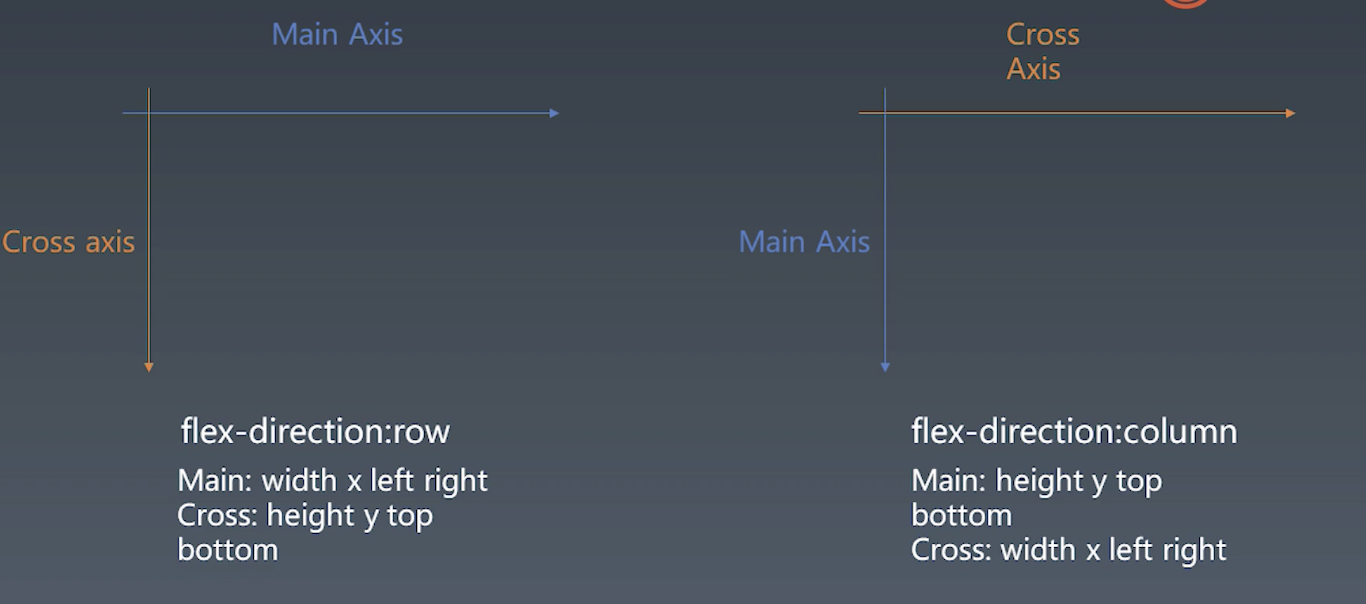 Main Axis
Cross axis
flex-direction:row
Main: width x left right
Cross: height y top
bottom
Cross
Axis
Main Axis
flex-direction:column
Main: height y top
bottom
Cross: width x left right